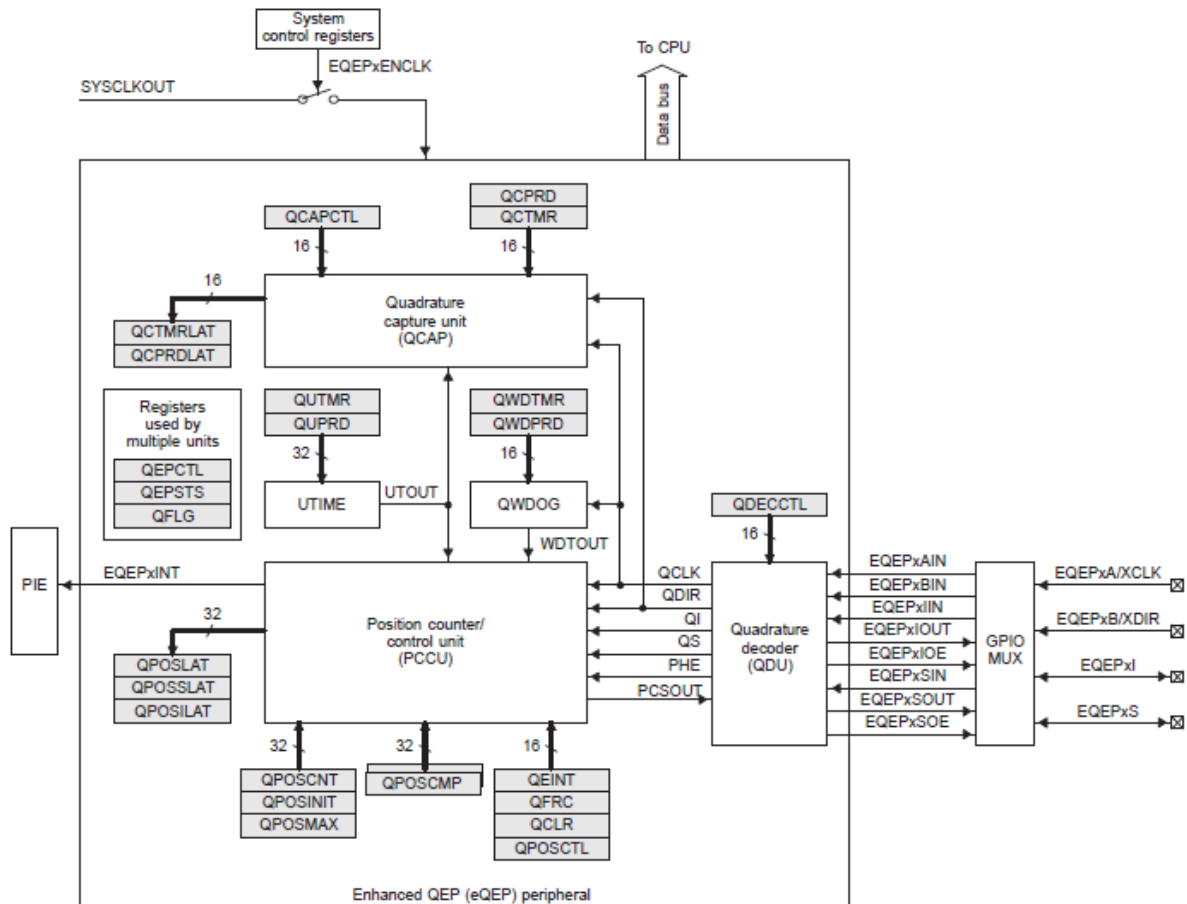 System
control registers
To CPU
EQEPxENCLK
SYSCLKOUT
Data bus
QCPRD
QCAPCTL
QCTMR
16
16
16
Quadrature
capture unit
(QCAP)
QCTMRLAT
QCPRDLAT
Registers
used by
multiple units
QEPCTL
QEPSTS
QFLG
QUTMR
QUPRD
32
UTIME
UTOUT
QWDTMR
QWDPRD
16
QWDOG
WDTOUT
QDECCTL
16
PIE
EQEPxINT
32
QPOSLAT
QPOSSLAT
QPOSILAT
Position counter/
control unit
(PCCU)
QCLK
QDIR
QI
QS
PHE
PCSOUT
Quadrature
decoder
(QDU)
EQEPxAIN
EQEPxBIN
EQEPxIIN
EQEPxIOUT
EQEPxIOE
EQEPxSIN
EQEPxSOUT
EQEPxSOE
GPIO
MUX
EQEPxA/XCLK
EQEPxB/XDIR
EQEPxI
EQEPxS
32
32
16
QPOSCNT
QPOSINIT
QPOSMAX
QPOSCMP
QEINT
QFRC
QCLR
QPOSCTL
Enhanced QEP (eQEP) peripheral